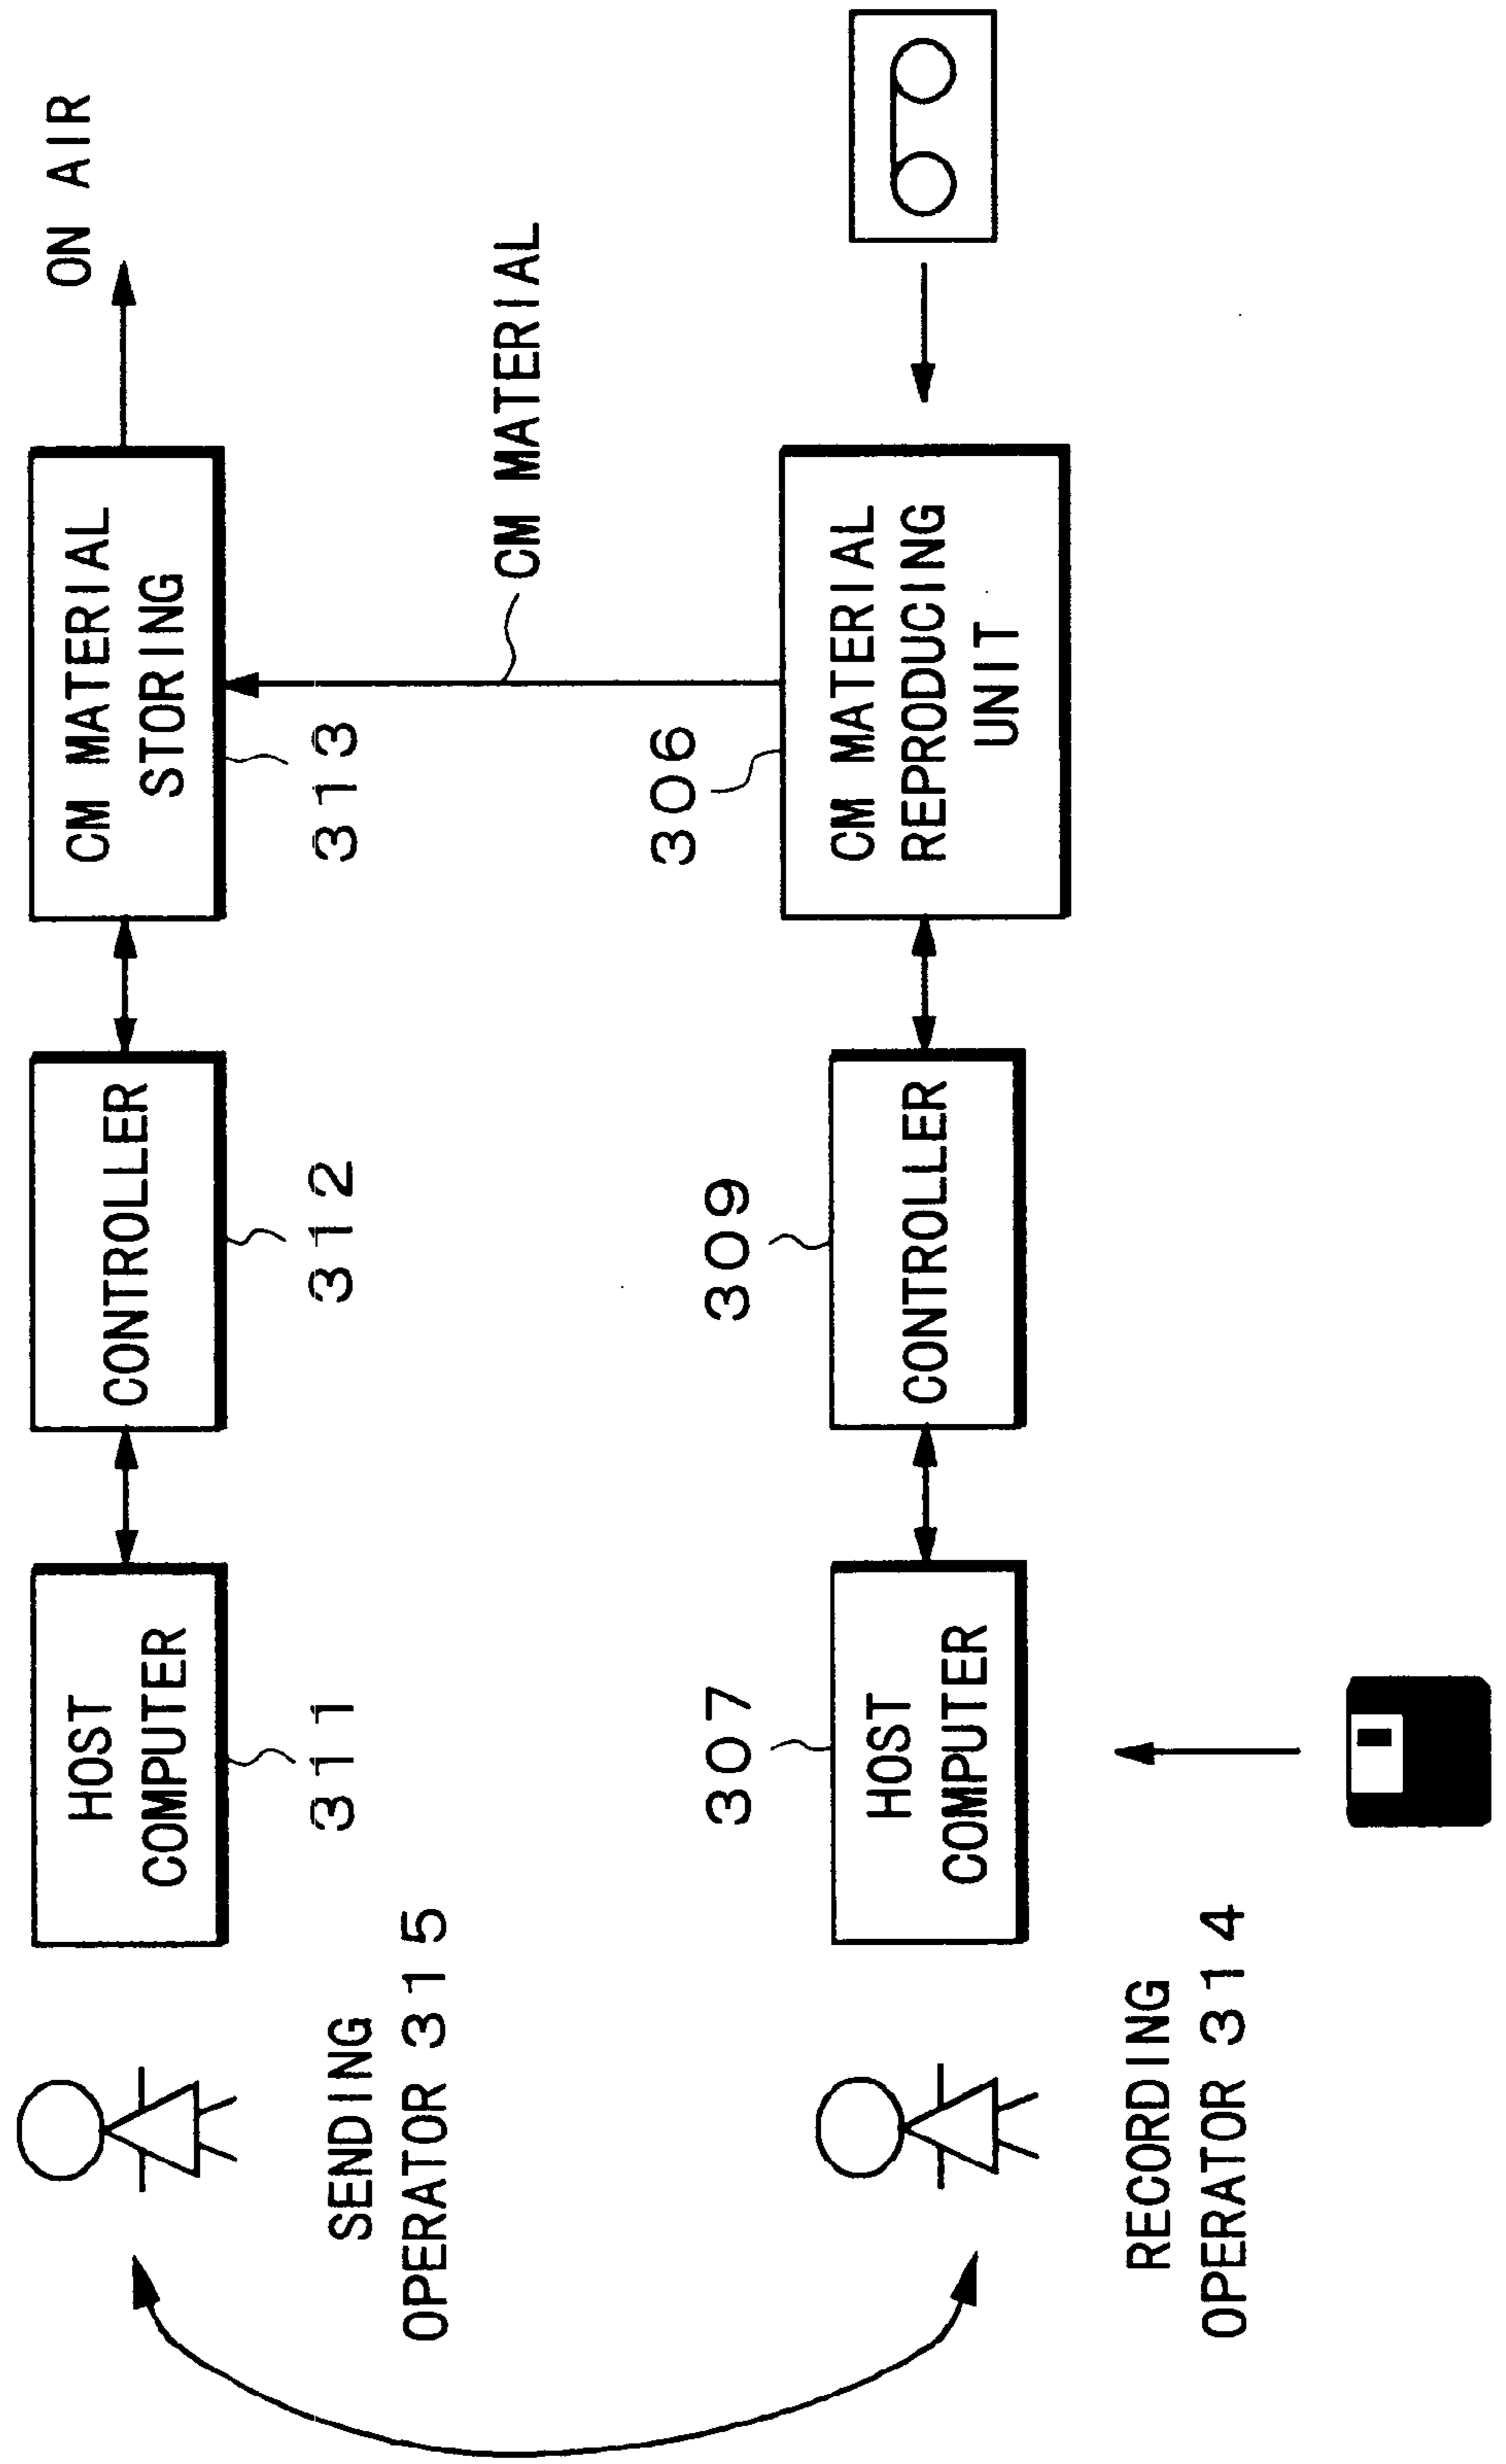 ON AIR
HOST
COMPUTER
CONTROLLER
CM MATERIAL
STORING
311
312
313
SENDING
OPERATOR 315
CM MATERIAL
307
309
306
HOST
COMPUTER
CONTROLLER
CM MATERIAL
REPRODUCING
UNIT
RECORDING
OPERATOR 314